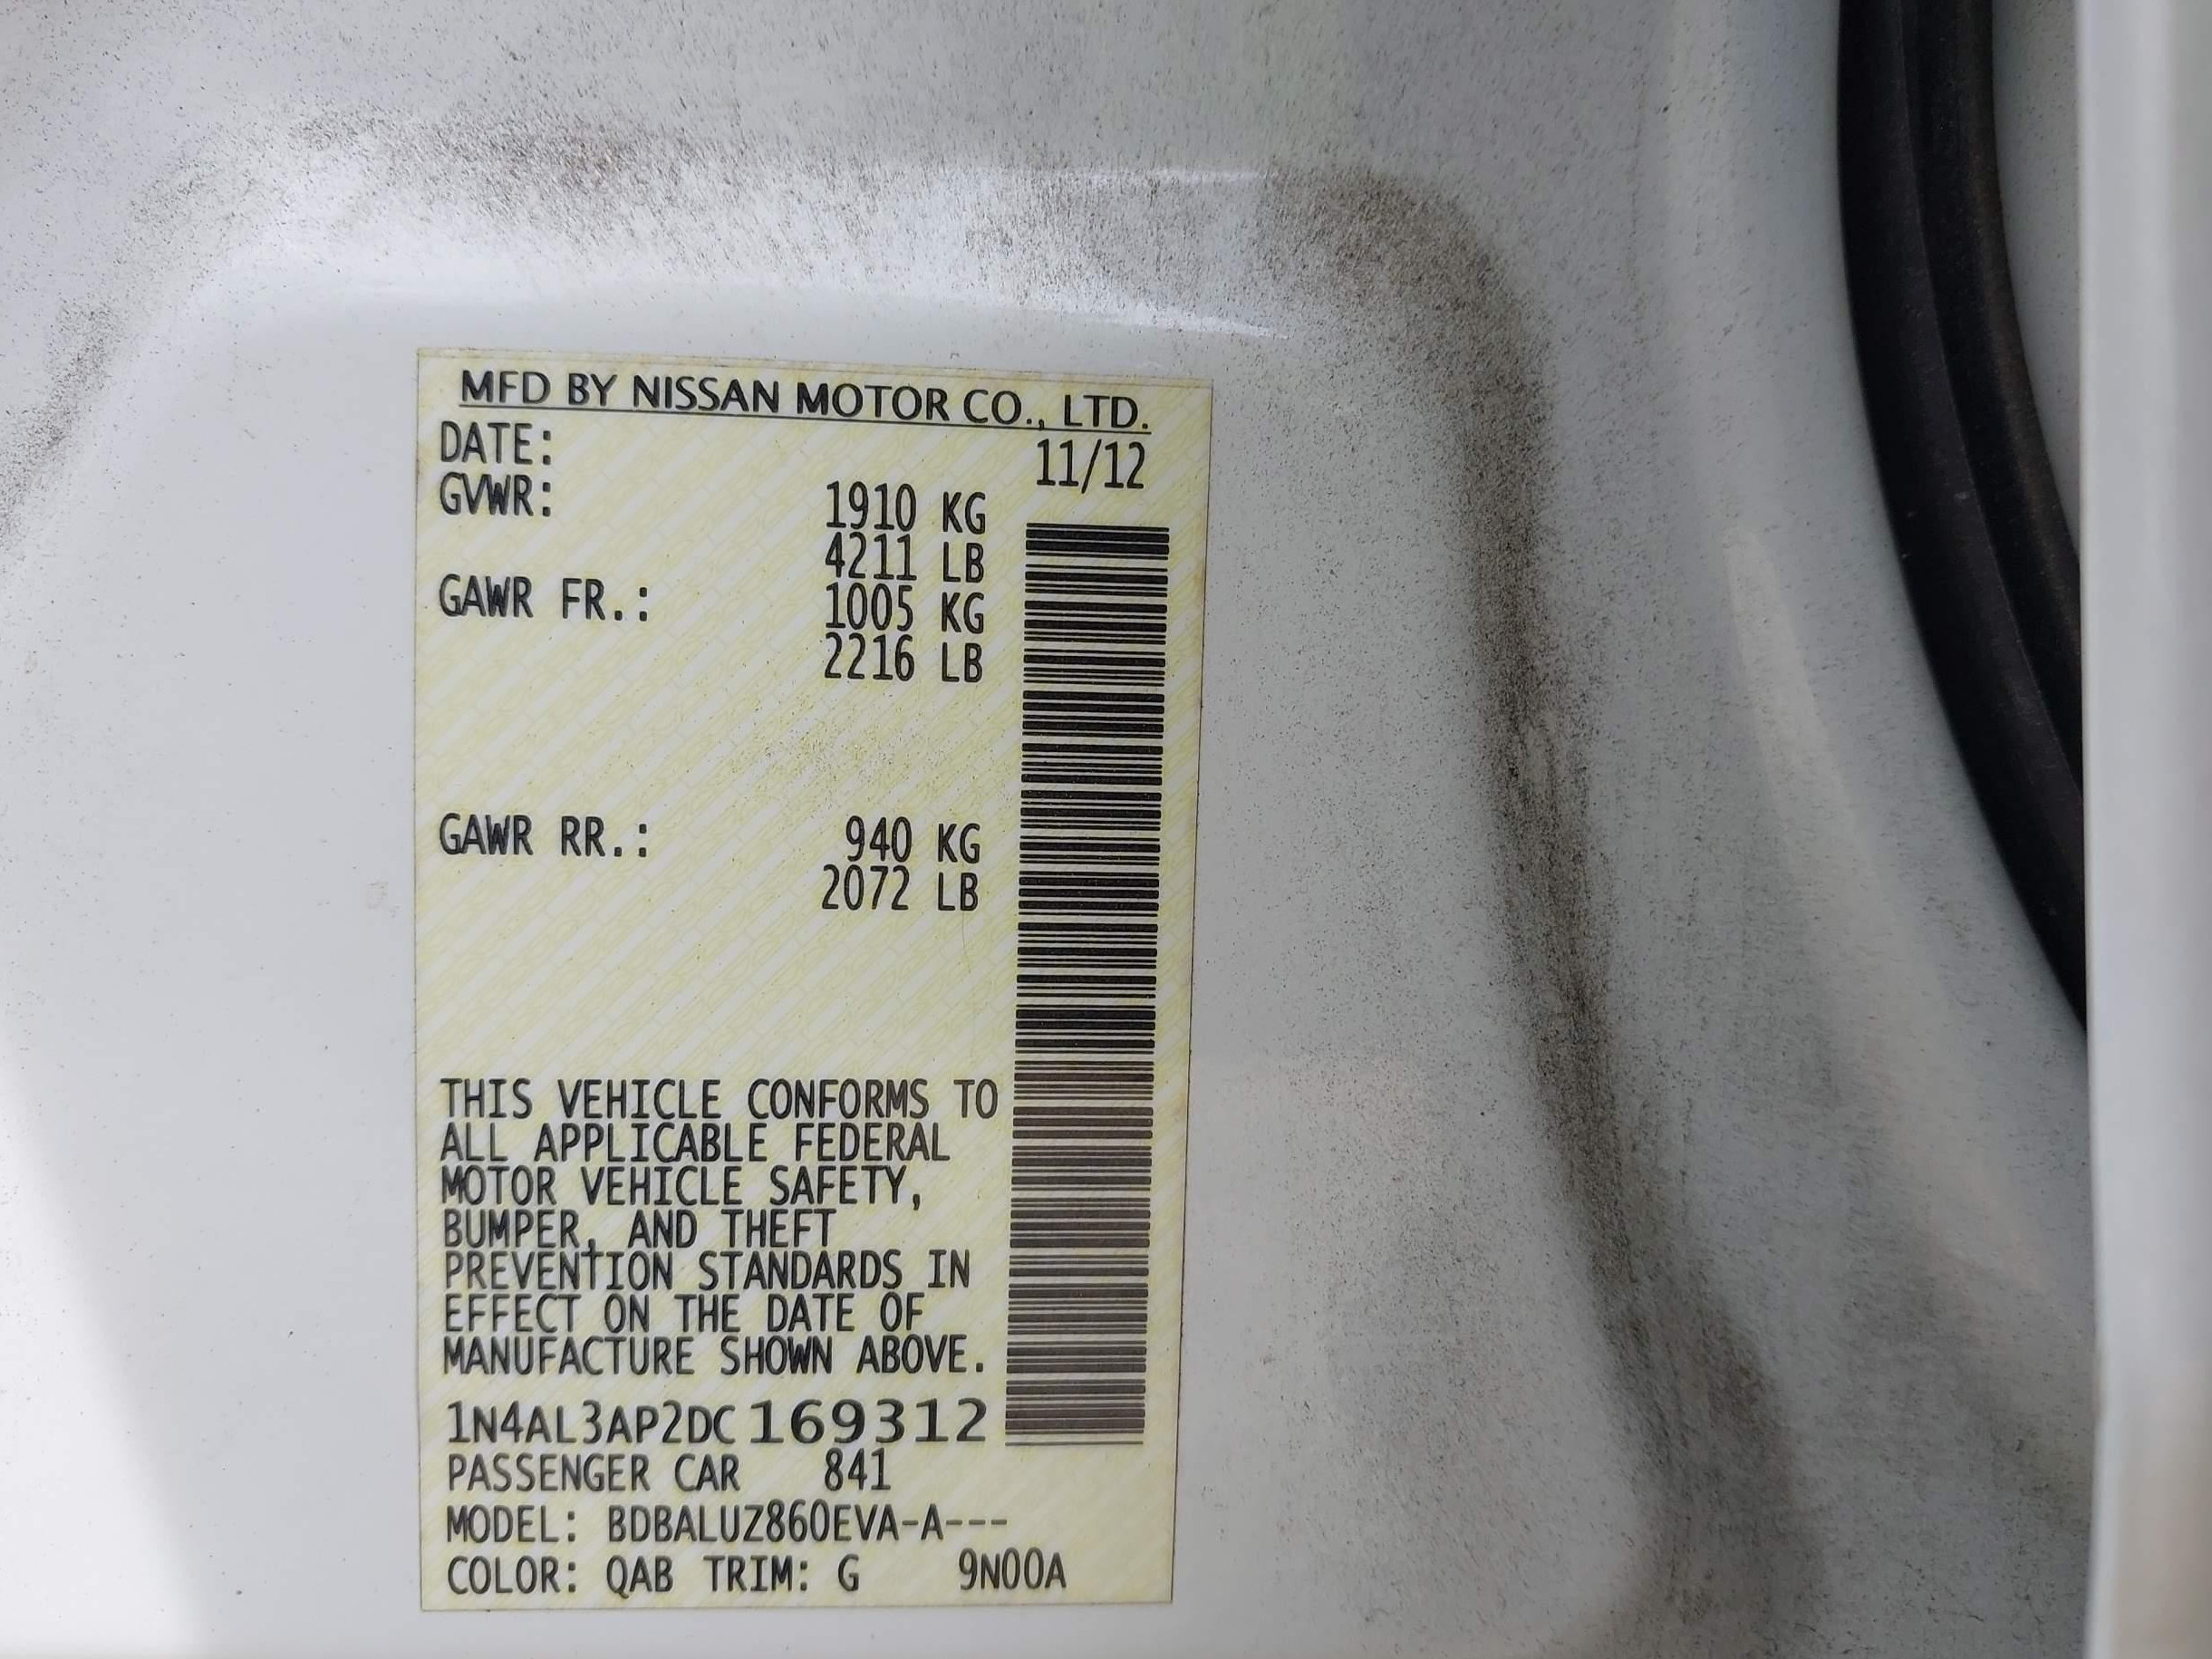 MFD BY NISSAN MOTOR CO., LTD.
DATE: 11/12
GVWR: 1910 KG
4211 LB
GAWR FR.: 1005 KG
2216 LB
GAWR RR.: 940 KG
2072 LB
THIS VEHICLE CONFORMS TO
ALL APPLICABLE FEDERAL
MOTOR VEHICLE SAFETY,
BUMPER, AND THEFT
PREVENTION STANDARDS IN
EFFECT ON THE DATE OF
MANUFACTURE SHOWN ABOVE.
1N4AL3AP2DC169312
PASSENGER CAR 841
MODEL: BDBALUZ860EVA-A---
COLOR: QAB TRIM: G 9N00A